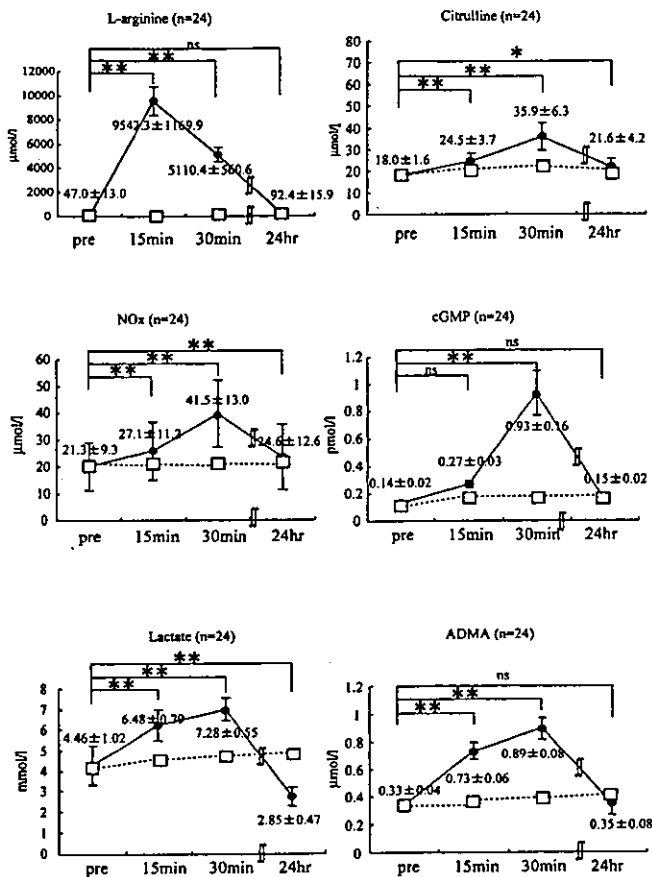 L-arginine (n=24)
ns
**
**
12000
10000
8000
6000
4000
2000
0
μmol/l
9542.3±1169.9
5110.4±560.6
47.0±13.0
92.4±15.9
pre
15min
30min
24hr
Citrulline (n=24)
*
**
**
80
70
60
50
40
30
20
10
0
μmol/l
35.9±6.3
24.5±3.7
21.6±4.2
18.0±1.6
pre
15min
30min
24hr
NOx (n=24)
**
**
**
60
50
40
30
20
10
0
μmol/l
41.5±13.0
27.1±11.2
21.3±9.3
24.6±12.6
pre
15min
30min
24hr
cGMP (n=24)
ns
**
ns
1.2
1
0.8
0.6
0.4
0.2
0
pmol/l
0.93±0.16
0.27±0.03
0.14±0.02
0.15±0.02
pre
15min
30min
24hr
Lactate (n=24)
**
**
**
8
7
6
5
4
3
2
1
0
mmol/l
6.48±0.79
7.28±0.55
4.46±1.02
2.85±0.47
pre
15min
30min
24hr
ADMA (n=24)
ns
**
**
1.2
1
0.8
0.6
0.4
0.2
0
μmol/l
0.89±0.08
0.73±0.06
0.33±0.04
0.35±0.08
pre
15min
30min
24hr